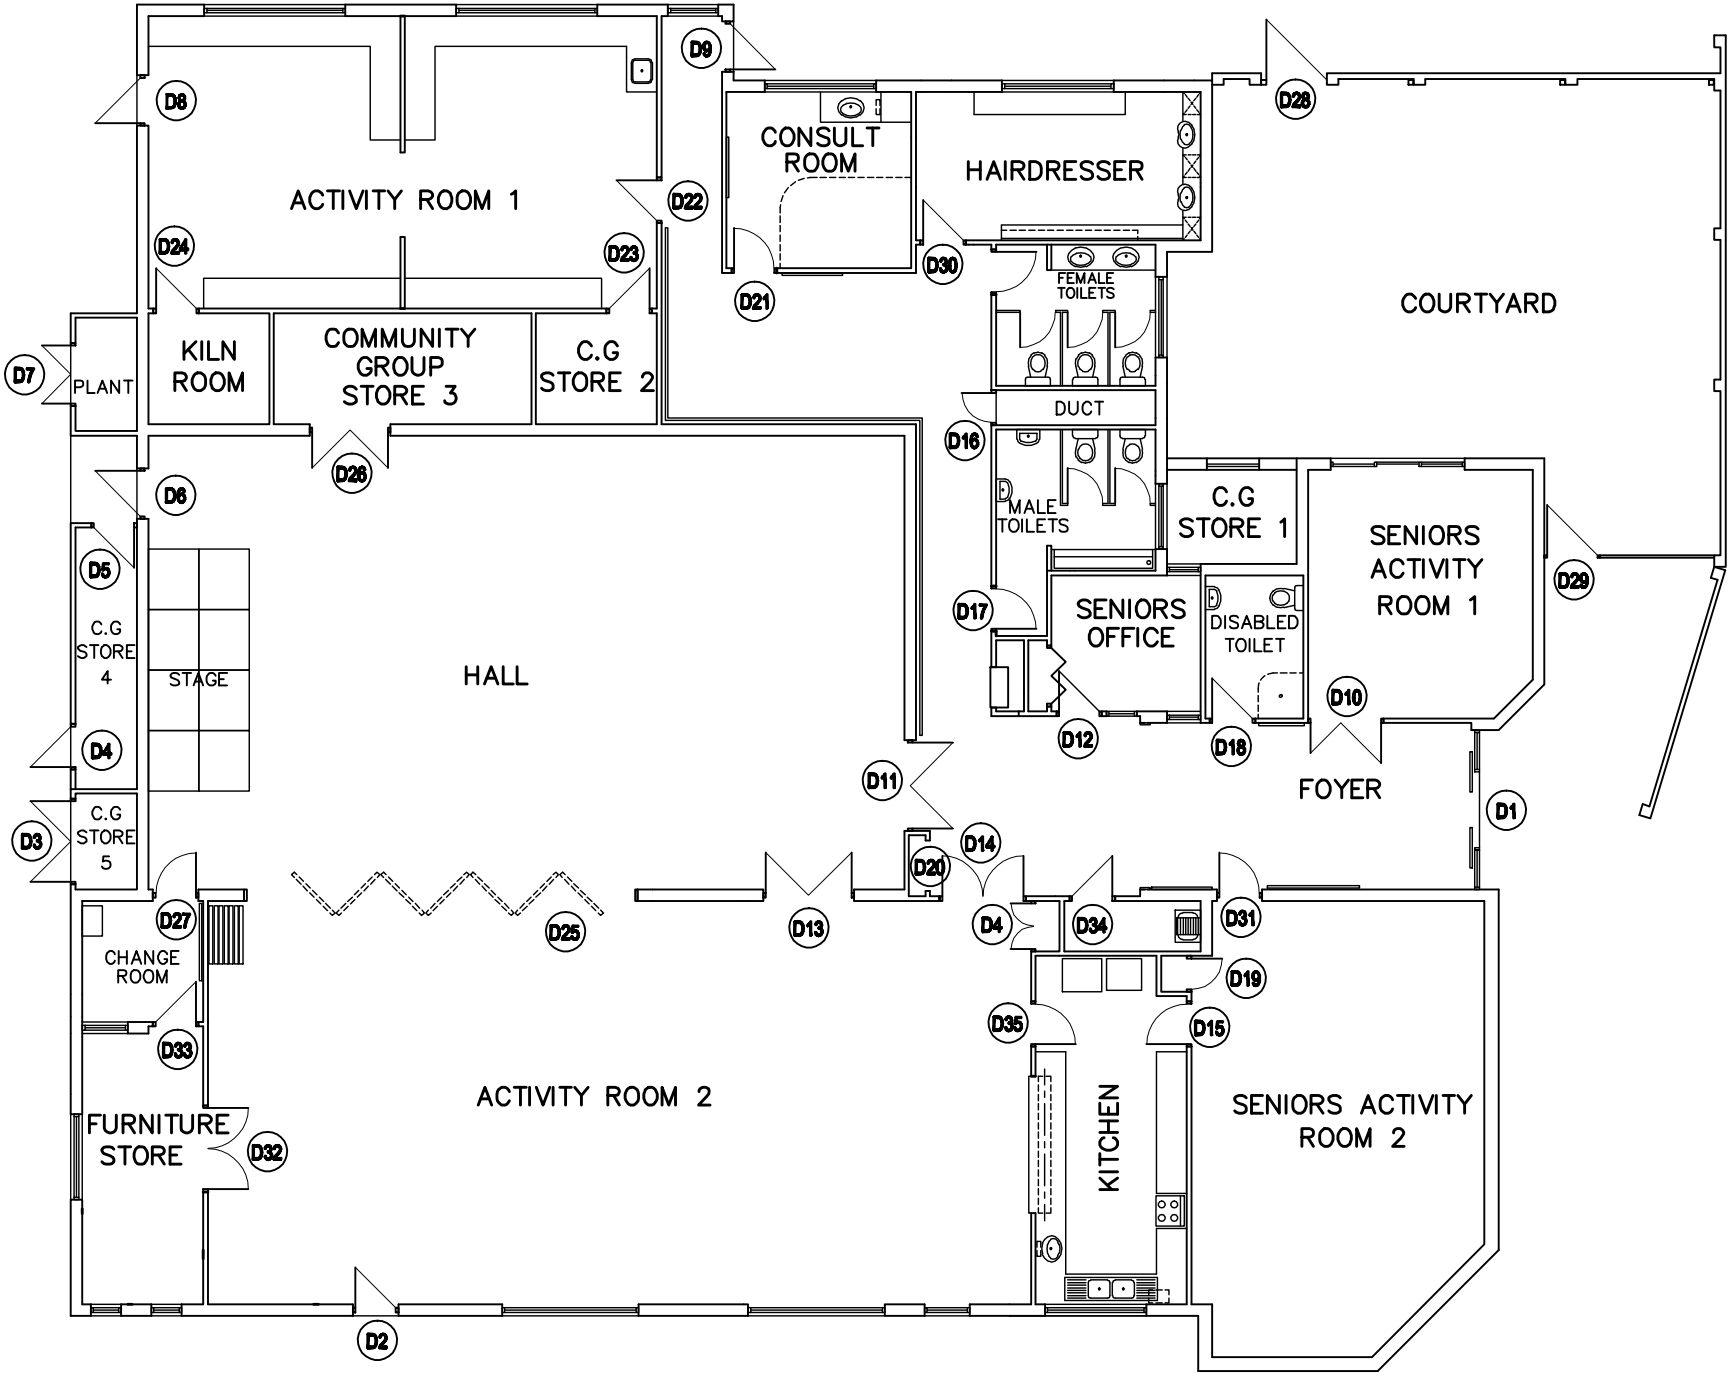 D9
D8
D28
CONSULT
ROOM
HAIRDRESSER
ACTIVITY ROOM 1
D22
D24
D23
D30
D21
FEMALE
TOILETS
COURTYARD
KILN
ROOM
COMMUNITY
GROUP
STORE 3
C.G
STORE 2
D7
PLANT
DUCT
D16
D26
D6
MALE
TOILETS
C.G
STORE 1
SENIORS
ACTIVITY
ROOM 1
D5
D29
D17
SENIORS
OFFICE
DISABLED
TOILET
C.G
STORE
4
HALL
STAGE
D10
D4
D12
D18
D11
FOYER
D1
C.G
STORE
5
D3
D14
D20
D27
D25
D13
D4
D34
D31
CHANGE
ROOM
D19
D35
D15
D33
ACTIVITY ROOM 2
KITCHEN
SENIORS ACTIVITY
ROOM 2
FURNITURE
STORE
D32
D2